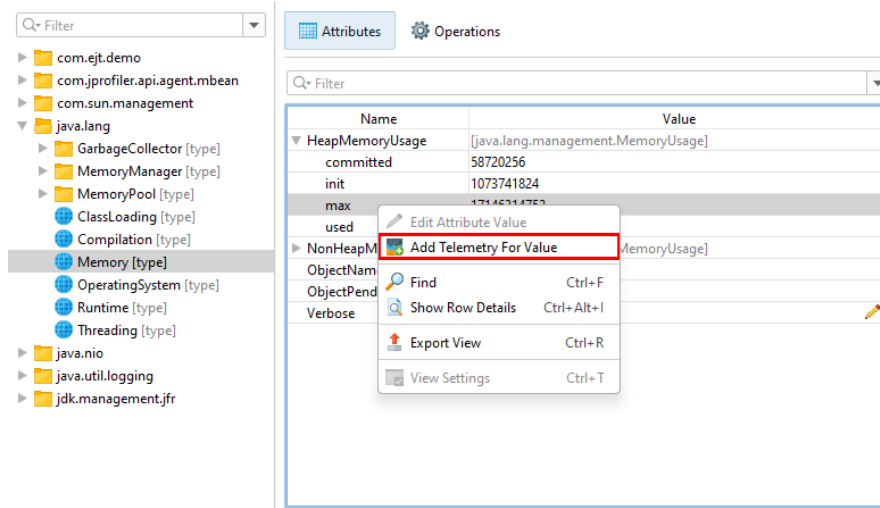 Filter
com.ejt.demo
com.jprofiler.api.agent.mbean
com.sun.management
java.lang
GarbageCollector [type]
MemoryManager [type]
MemoryPool [type]
ClassLoading [type]
Compilation [type]
Memory [type]
OperatingSystem [type]
Runtime [type]
Threading [type]
java.nio
java.util.logging
jdk.management.jfr
Attributes Operations
Filter
Name Value
HeapMemoryUsage [java.lang.management.MemoryUsage]
committed 58720256
init 1073741824
max
used
NonHeapM MemoryUsage]
ObjectNam
ObjectPend
Verbose
Edit Attribute Value
Add Telemetry For Value
Find Ctrl+F
Show Row Details Ctrl+Alt+I
Export View Ctrl+R
View Settings Ctrl+T